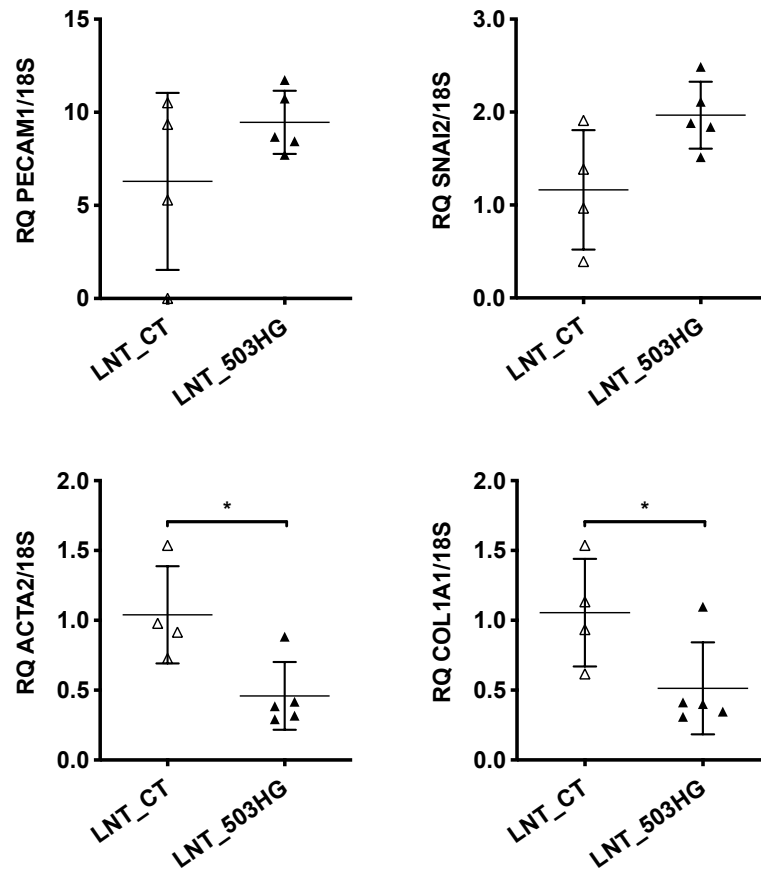 RQ PECAM1/18S
15
10
5
0
LNT_CT
LNT_503HG
RQ SNAI2/18S
3.0
2.0
1.0
0.0
LNT_CT
LNT_503HG
RQ ACTA2/18S
2.0
1.5
1.0
0.5
0.0
*
LNT_CT
LNT_503HG
RQ COL1A1/18S
2.0
1.5
1.0
0.5
0.0
*
LNT_CT
LNT_503HG